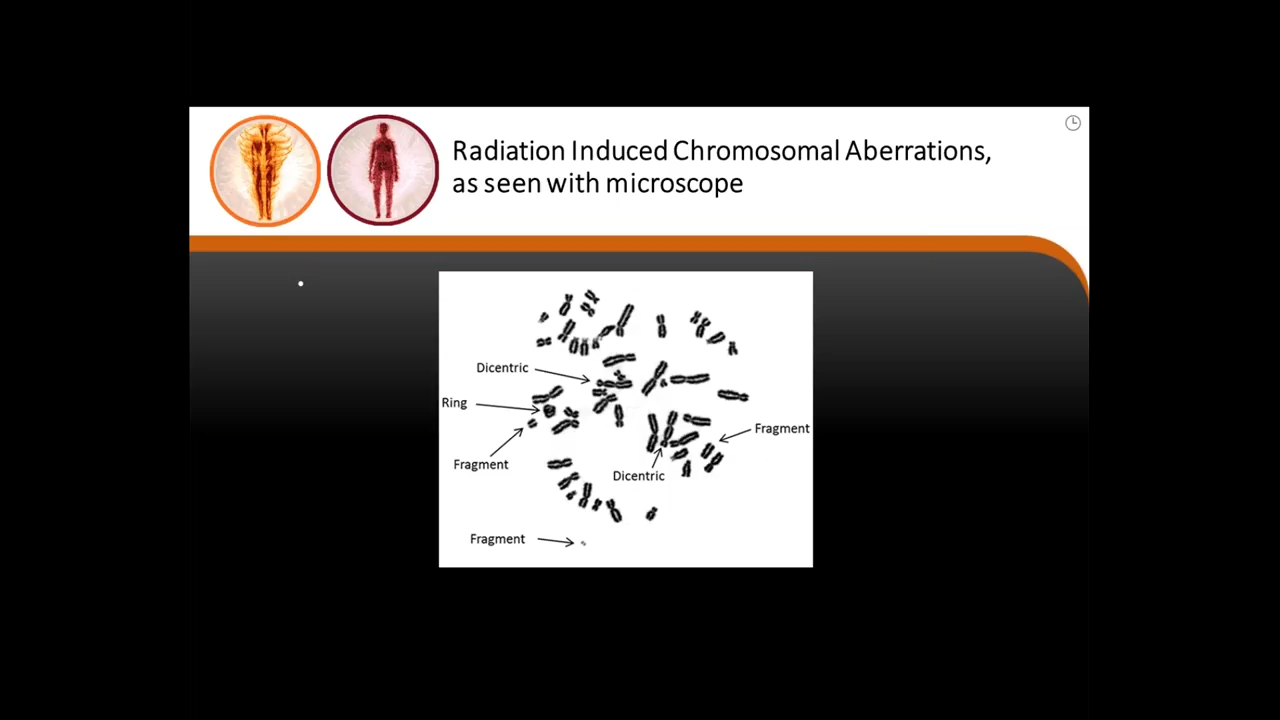 Radiation Induced Chromosomal Aberrations,
as seen with microscope
Dicentric
Ring
Fragment
Fragment
Dicentric
Fragment